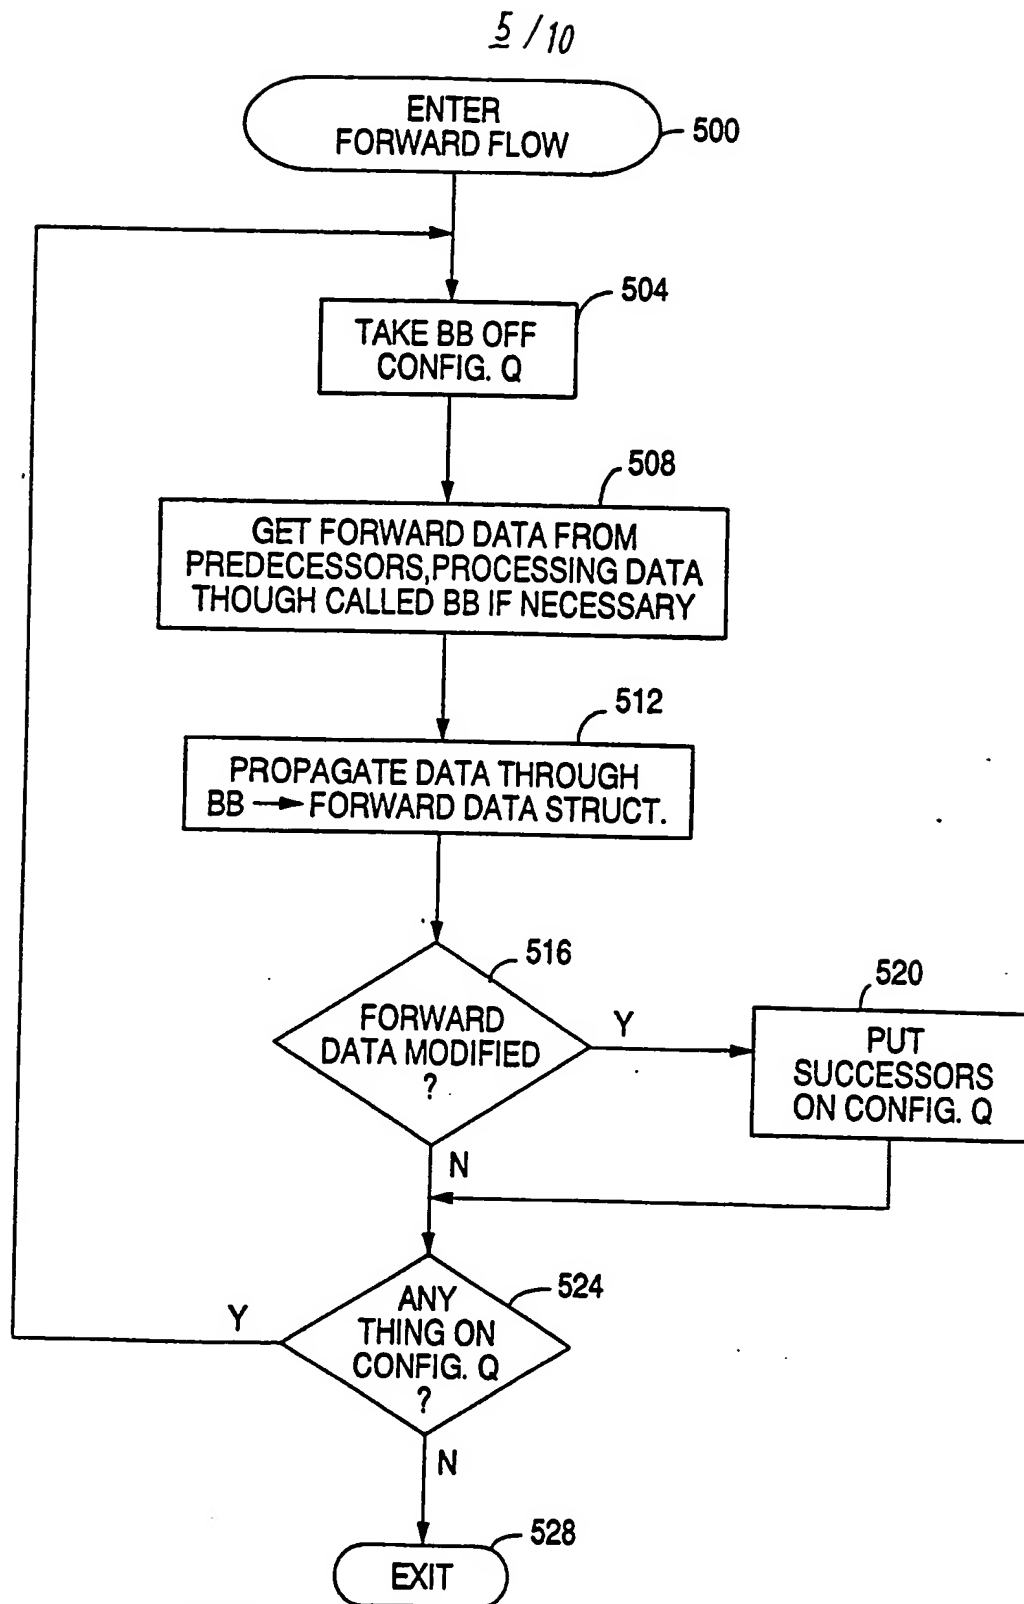 5/10
ENTER
FORWARD FLOW
500
504
TAKE BB OFF
CONFIG. Q
508
GET FORWARD DATA FROM
PREDECESSORS,PROCESSING DATA
THOUGH CALLED BB IF NECESSARY
512
PROPAGATE DATA THROUGH
BB → FORWARD DATA STRUCT.
516
FORWARD
DATA MODIFIED
?
Y
520
PUT
SUCCESSORS
ON CONFIG. Q
N
524
ANY
THING ON
CONFIG. Q
?
Y
N
528
EXIT